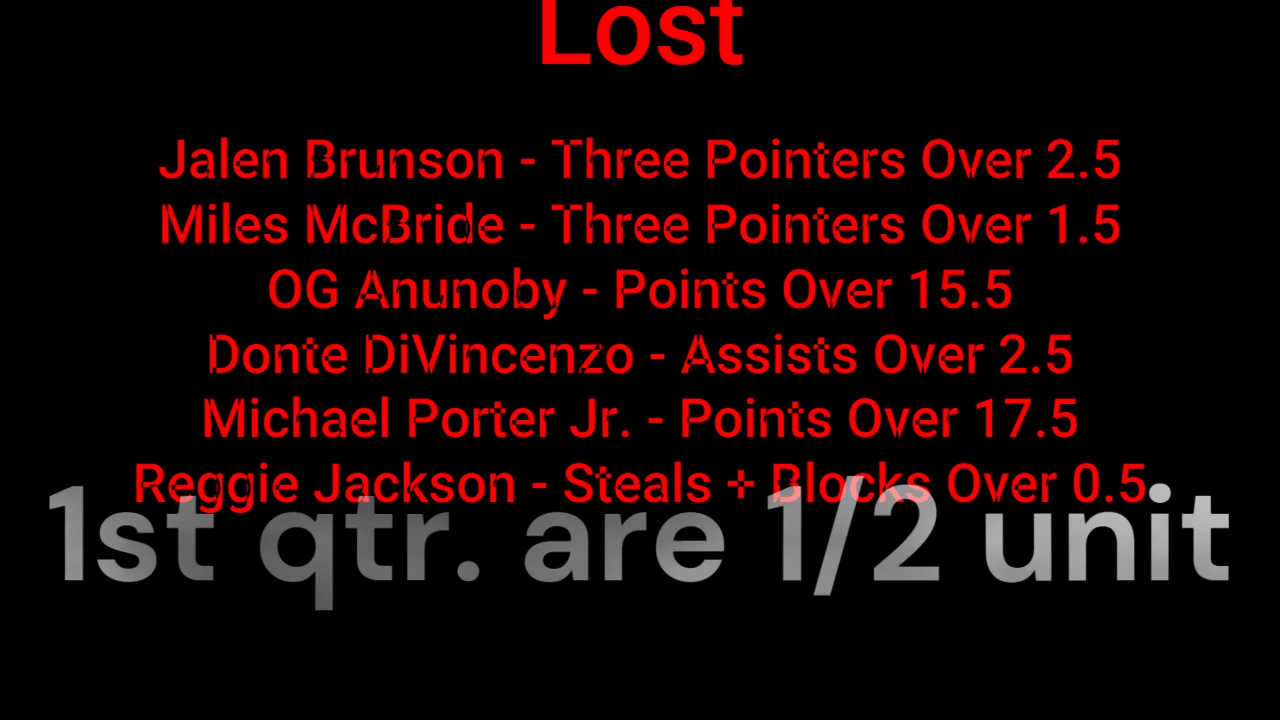 Lost
Jalen Brunson - Three Pointers Over 2.5
Miles McBride - Three Pointers Over 1.5
OG Anunoby - Points Over 15.5
Donte DiVincenzo - Assists Over 2.5
Michael Porter Jr. - Points Over 17.5
Reggie Jackson - Steals + Blocks Over 0.5
1st qtr. are 1/2 unit